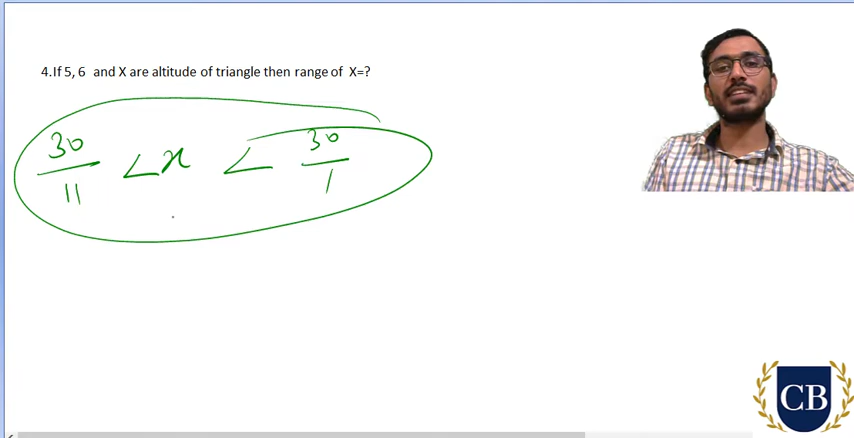 4.If 5, 6 and X are altitude of triangle then range of X=?
30/11 < x < 30/1
CB